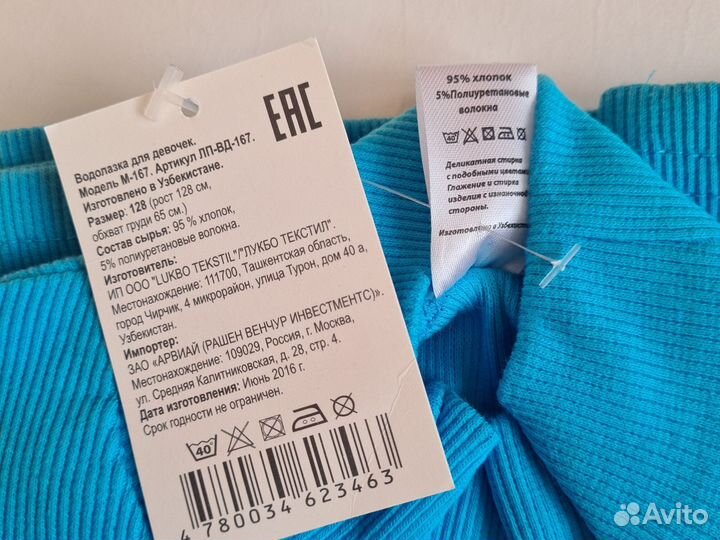 EAC
Водолазка для девочек.
Модель М-167. Артикул ЛП-ВД-167.
Изготовлено в Узбекистане.
Размер: 128 (рост 128 см,
обхват груди 65 см.)
Состав сырья: 95 % хлопок,
5% полиуретановые волокна.
Изготовитель:
ИП ООО "LUKBO TEKSTIL"/"ЛУКБО ТЕКСТИЛ".
Местонахождение: 111700, Ташкентская область,
город Чирчик, 4 микрорайон, улица Турон, дом 40 а,
Узбекистан.
Импортер:
ЗАО «АРВИАЙ (РАШЕН ВЕНЧУР ИНВЕСТМЕНТС)».
Местонахождение: 109029, Россия, г. Москва,
ул. Средняя Калитниковская, д. 28, стр. 4.
Дата изготовления: Июнь 2016 г.
Срок годности не ограничен.
40
4 780034 623463
95% хлопок
5%Полиуретановые
волокна
40
Деликатная стирка
с подобными цветами
Глажение и стирка
изделия с изнаночной
стороны.
Изготовлено в Узбекистане
Avito